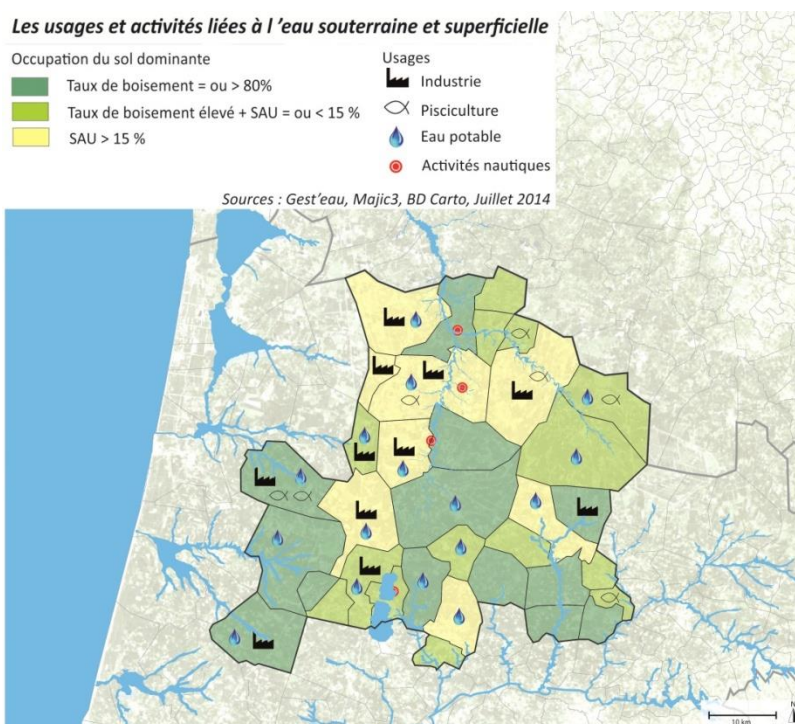 Les usages et activités liées à l 'eau souterraine et superficielle
Occupation du sol dominante
Taux de boisement = ou > 80%
Taux de boisement élevé + SAU = ou < 15 %
SAU > 15 %
Usages
Industrie
Pisciculture
Eau potable
Activités nautiques
Sources : Gest'eau, Majic3, BD Carto, Juillet 2014
10 km
N